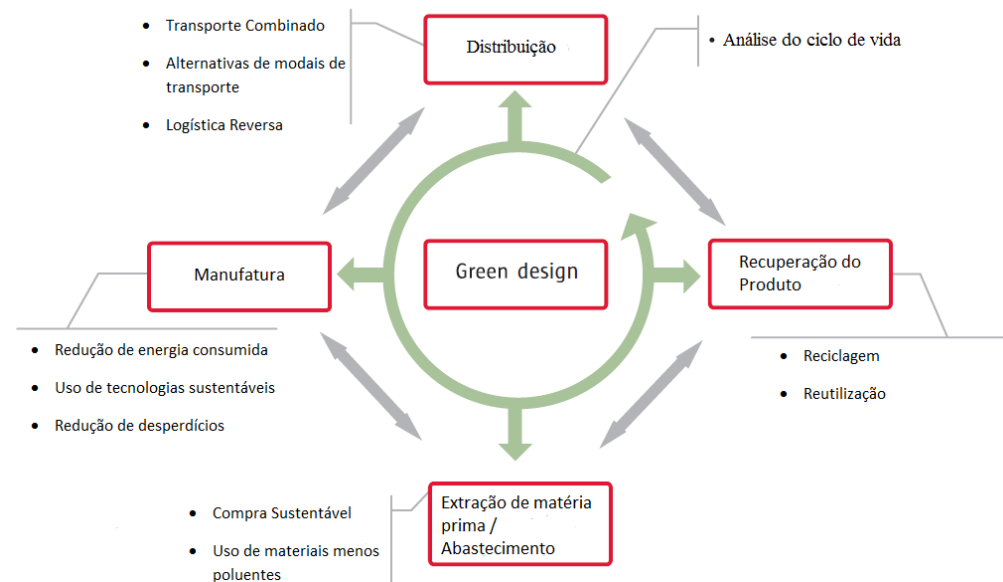 • Transporte Combinado
• Alternativas de modais de
transporte
• Logística Reversa
Distribuição
• Análise do ciclo de vida
Manufatura
Green design
Recuperação do
Produto
• Redução de energia consumida
• Uso de tecnologias sustentáveis
• Redução de desperdícios
• Reciclagem
• Reutilização
• Compra Sustentável
• Uso de materiais menos
poluentes
Extração de matéria
prima /
Abastecimento